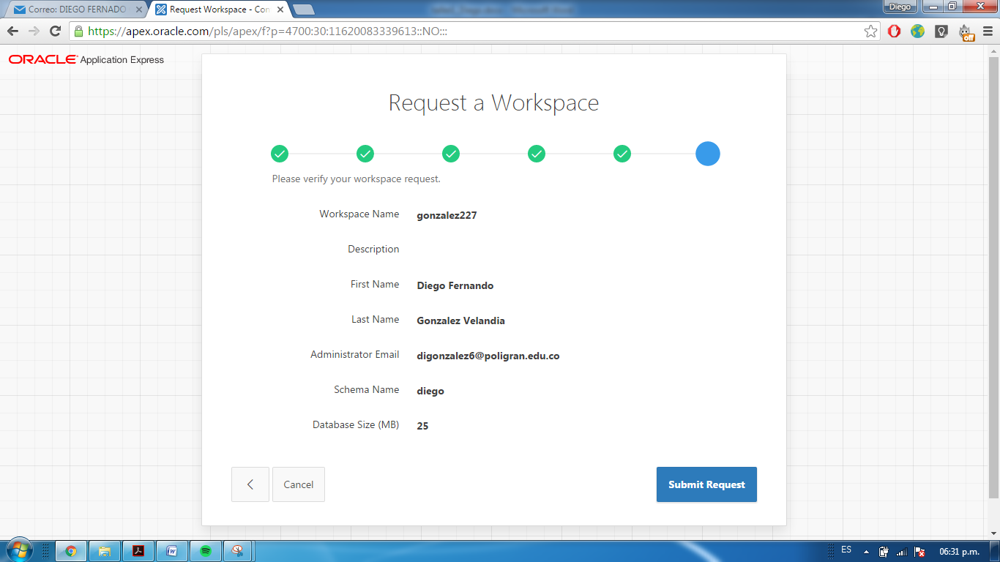 Correo: DIEGO FERNADO
Request Workspace - Con
Diego
https://apex.oracle.com/pls/apex/f?p=4700:30:11620083339613::NO:::
off
ORACLE Application Express
Request a Workspace
Please verify your workspace request.
Workspace Name gonzalez227
Description
First Name Diego Fernando
Last Name Gonzalez Velandia
Administrator Email digonzalez6@poligran.edu.co
Schema Name diego
Database Size (MB) 25
Cancel
Submit Request
ES
06:31 p.m.